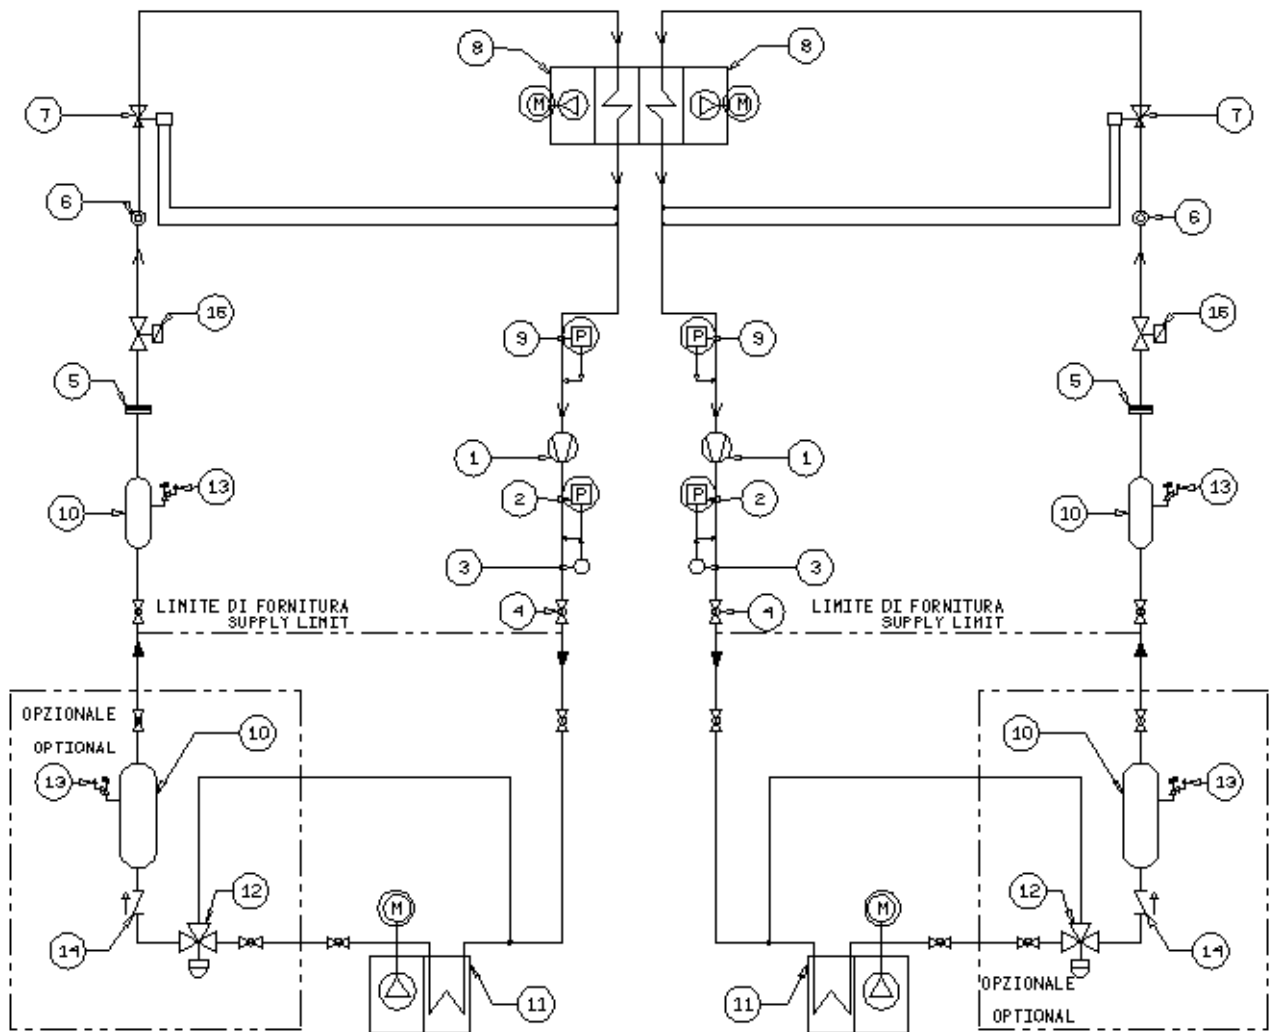 8
8
7
M
M
7
6
6
15
9
P
P
9
15
5
5
1
1
13
13
10
2
P
P
2
10
3
3
LIMITE DI FORNITURA
SUPPLY LIMIT
4
4
LIMITE DI FORNITURA
SUPPLY LIMIT
OPZIONALE
OPTIONAL
10
10
13
13
12
M
M
12
14
14
11
11
OPZIONALE
OPTIONAL